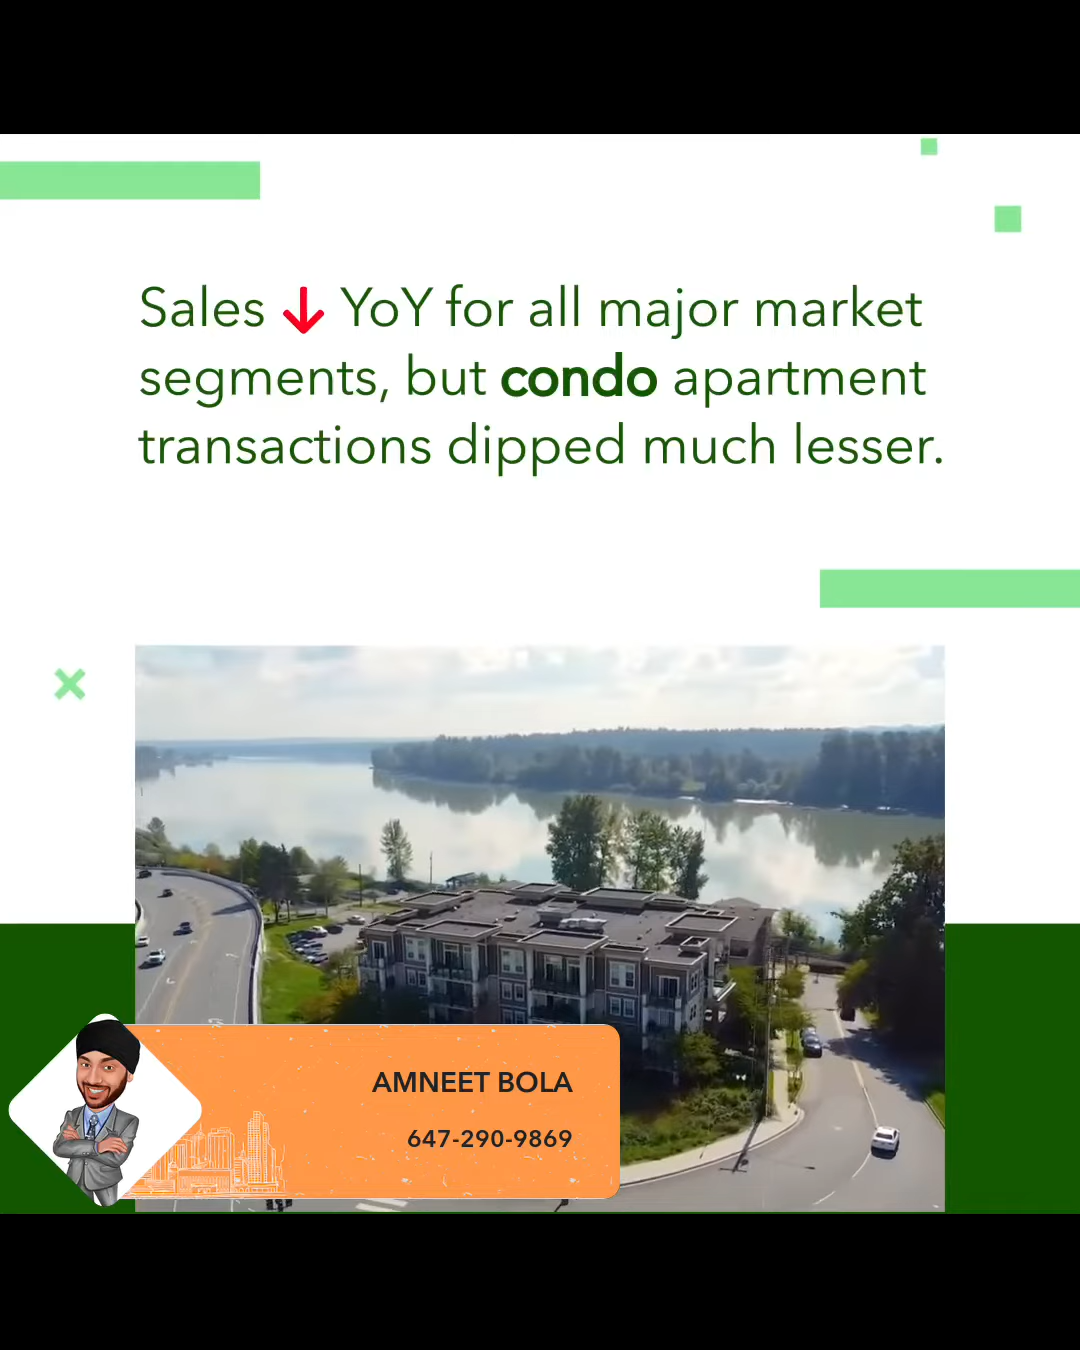 Sales ↓ YoY for all major market
segments, but condo apartment
transactions dipped much lesser.
AMNEET BOLA
647-290-9869